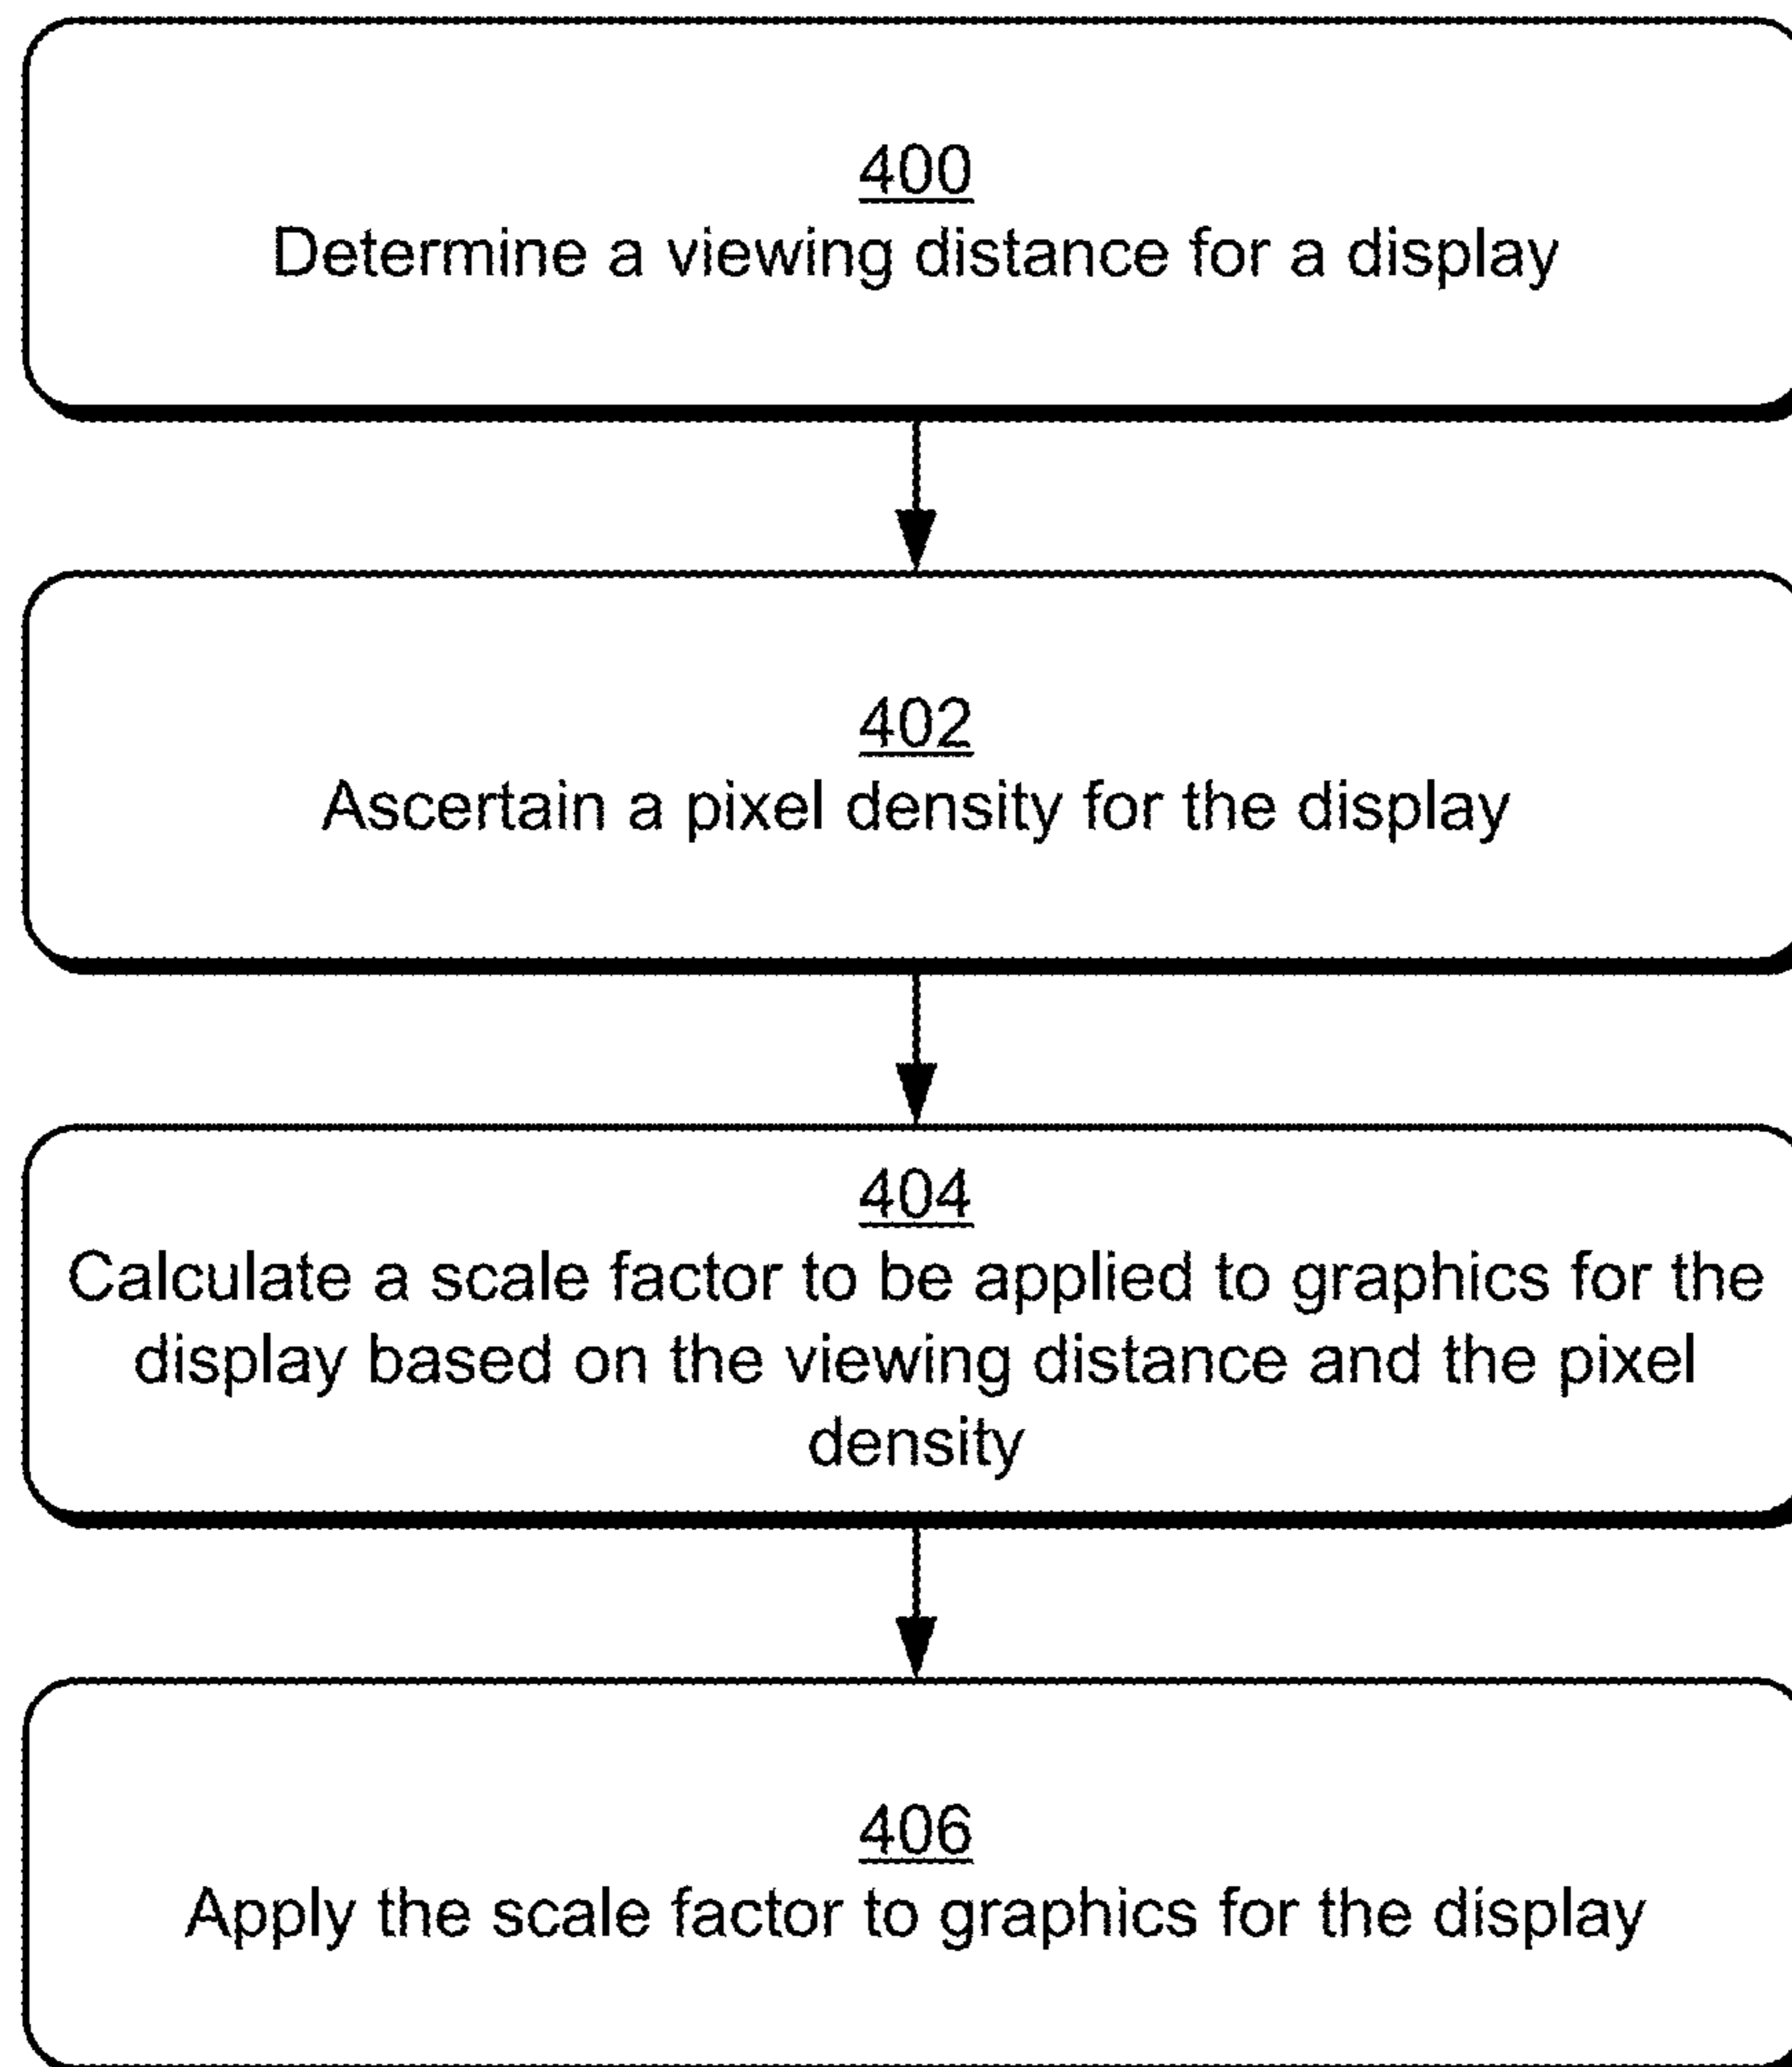 400
Determine a viewing distance for a display
402
Ascertain a pixel density for the display
404
Calculate a scale factor to be applied to graphics for the
display based on the viewing distance and the pixel
density
406
Apply the scale factor to graphics for the display